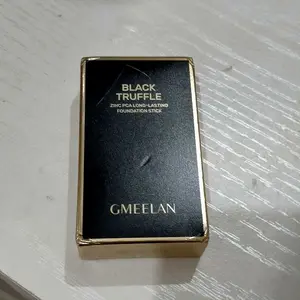 BLACK
TRUFFLE
ZINC PCA LONG-LASTING
FOUNDATION STICK
GMEELAN